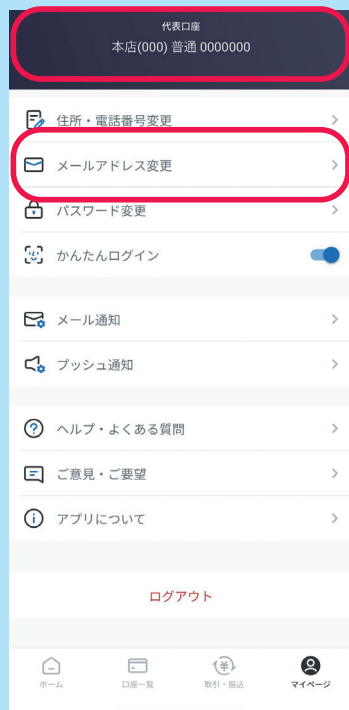 代表口座
本店(000) 普通 0000000
住所・電話番号変更
メールアドレス変更
パスワード変更
かんたんログイン
メール通知
プッシュ通知
ヘルプ・よくある質問
ご意見・ご要望
アプリについて
ログアウト
ホーム 口座一覧 取引・振込 マイページ